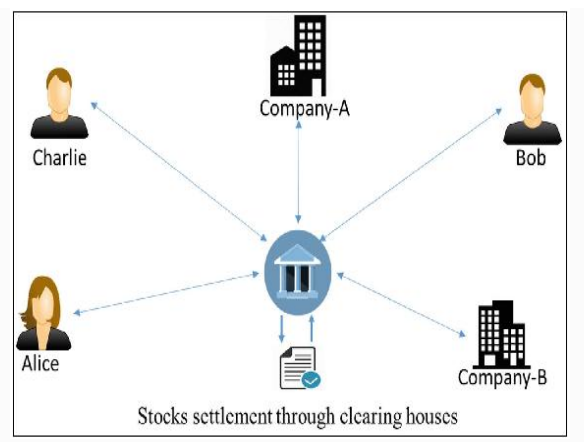 Company-A
Charlie
Bob
Alice
Company-B
Stocks settlement through clearing houses